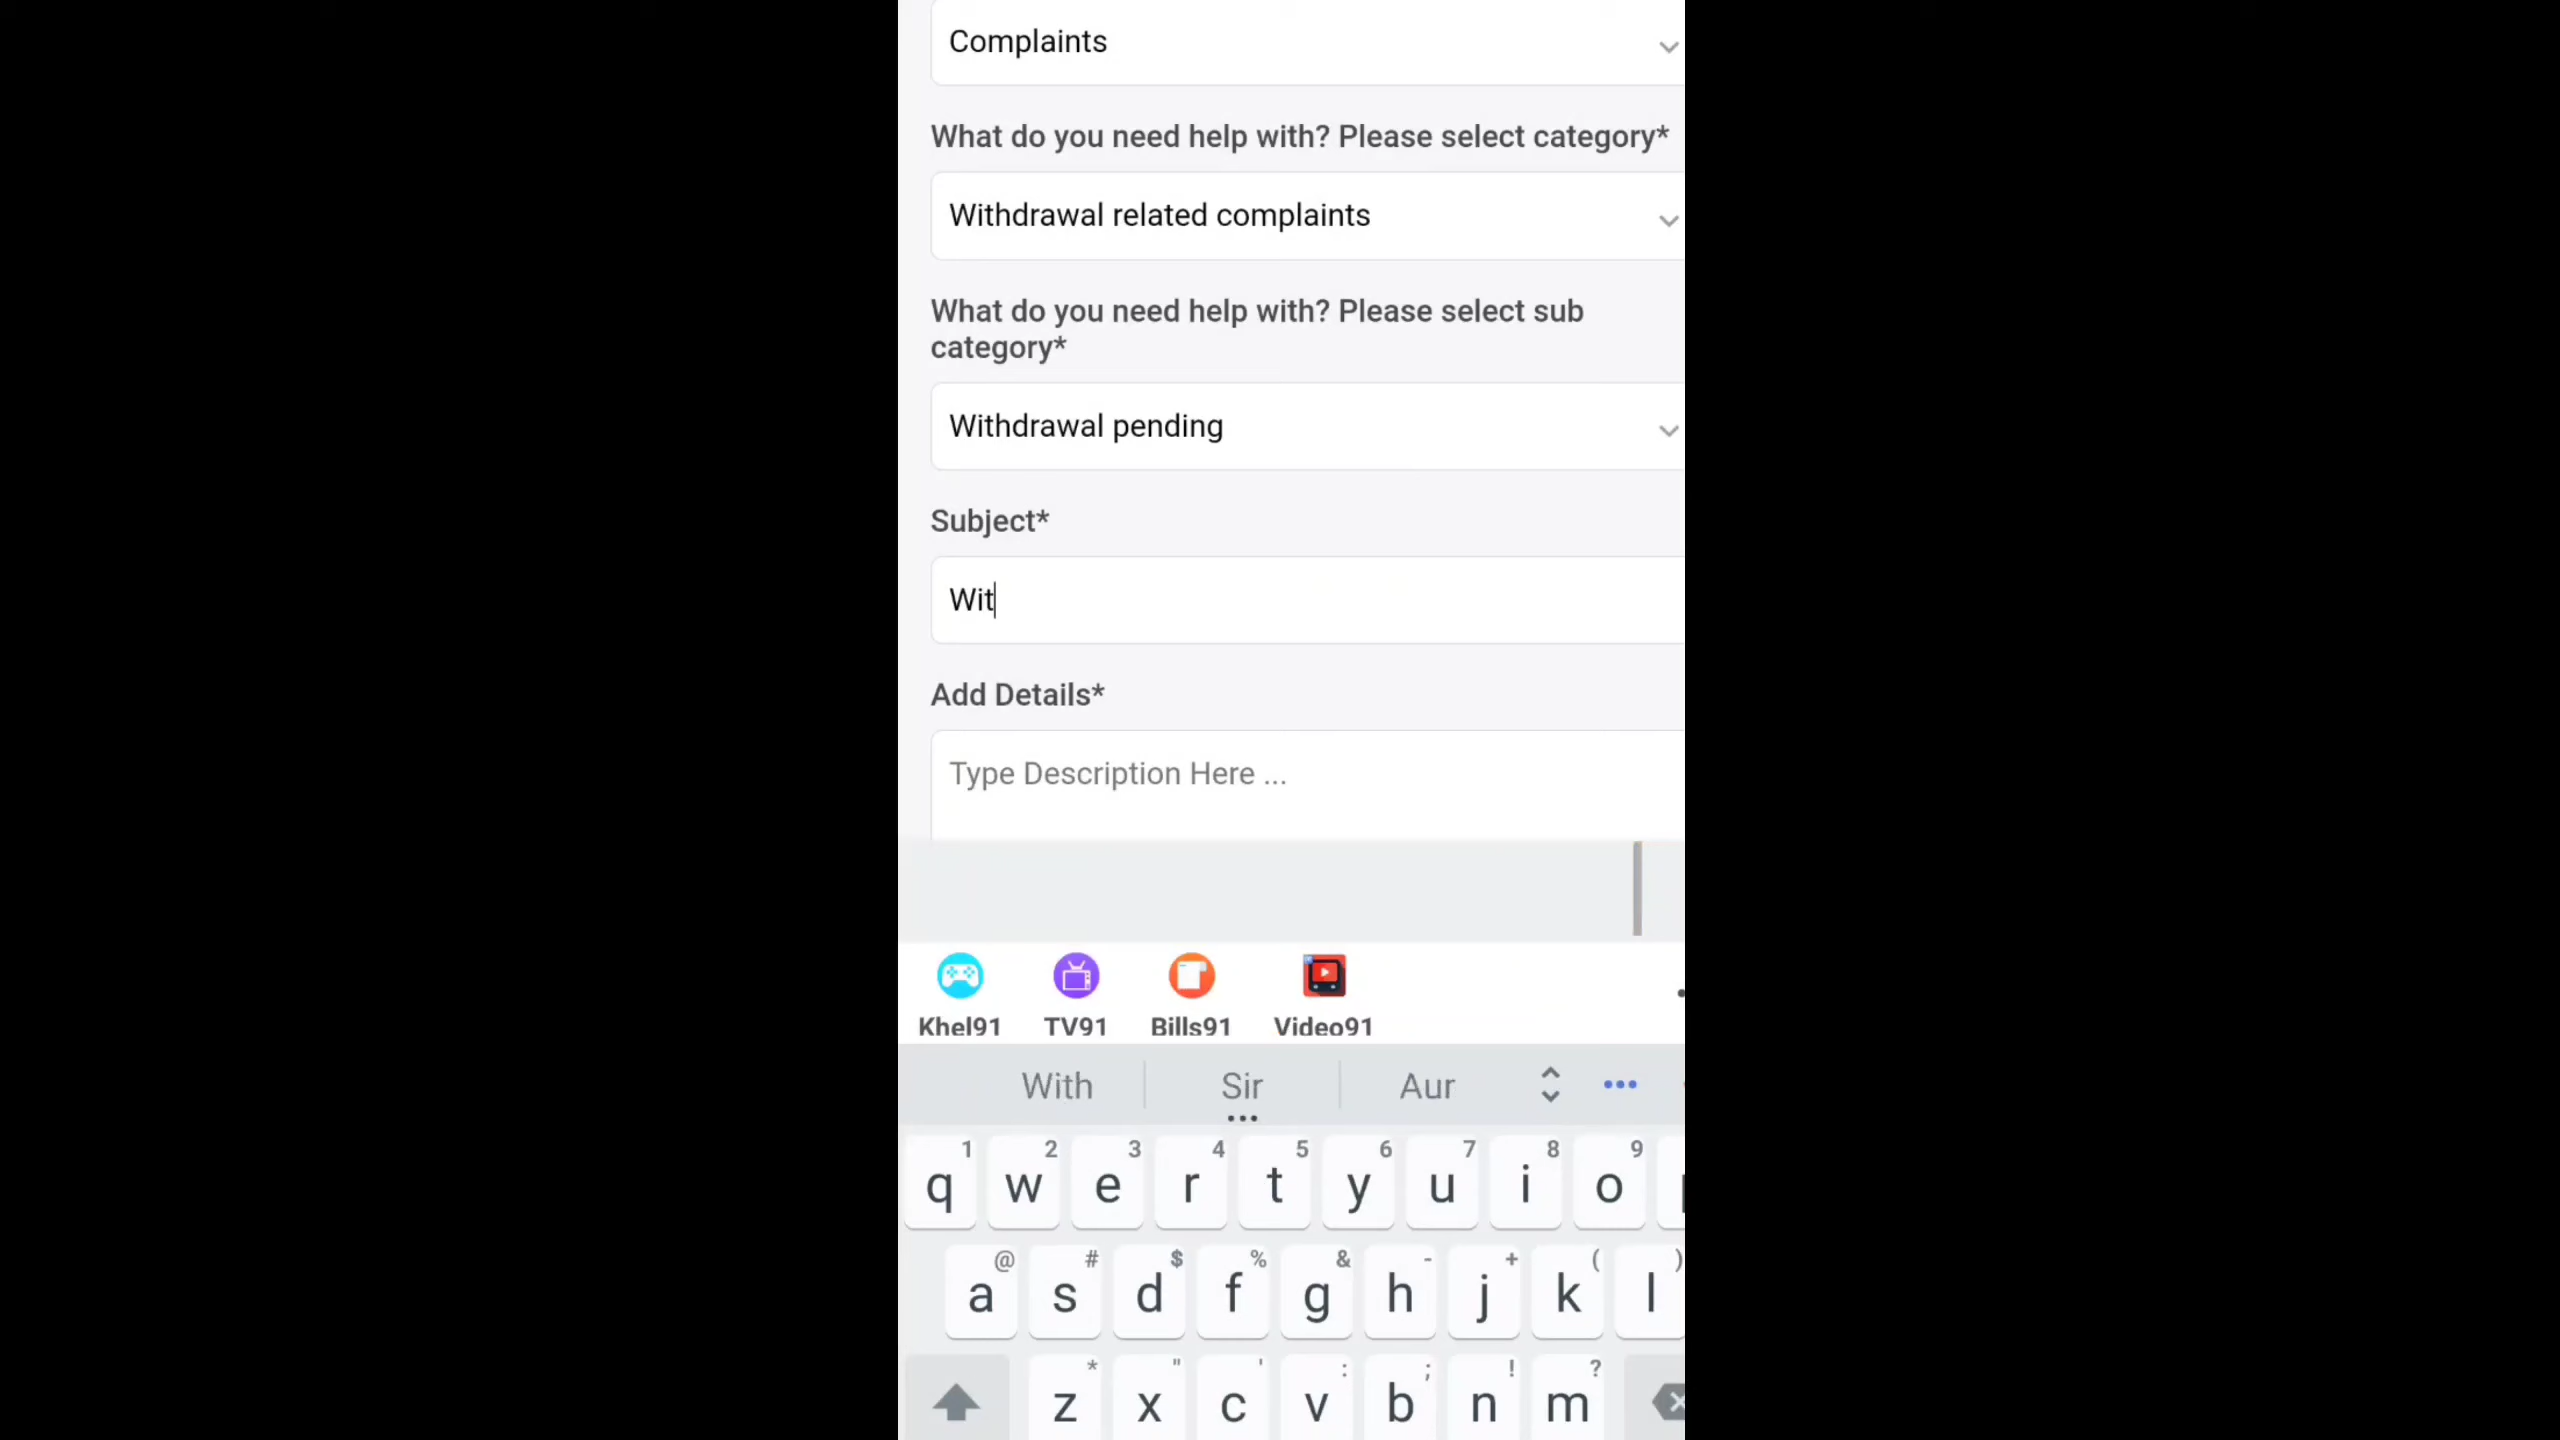 Complaints
What do you need help with? Please select category*
Withdrawal related complaints
What do you need help with? Please select sub
category*
Withdrawal pending
Subject*
Wit
Add Details*
Type Description Here ...
Khel91 TV91 Bills91 Video91
With Sir Aur
1 2 3 4 5 6 7 8 9
q w e r t y u i o
@ # $ % & - + ( )
a s d f g h j k l
* " ' : ; ! ?
z x c v b n m